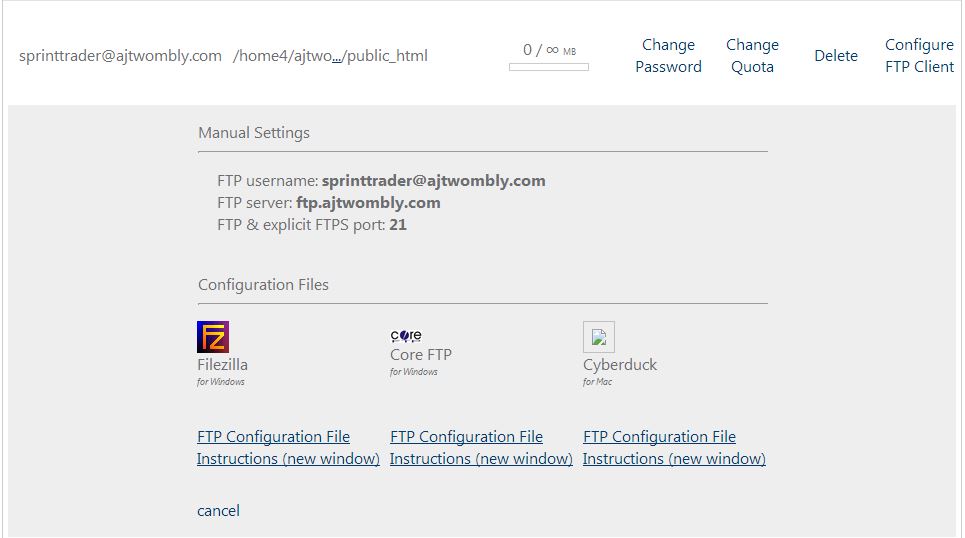 sprinttrader@ajtwombly.com /home4/ajtwo.../public_html 0 / ∞ MB Change Password Change Quota Delete Configure FTP Client
Manual Settings
FTP username: sprinttrader@ajtwombly.com
FTP server: ftp.ajtwombly.com
FTP & explicit FTPS port: 21
Configuration Files
FZ
Filezilla
for Windows
core
Core FTP
for Windows
Cyberduck
for Mac
FTP Configuration File FTP Configuration File FTP Configuration File
Instructions (new window) Instructions (new window) Instructions (new window)
cancel